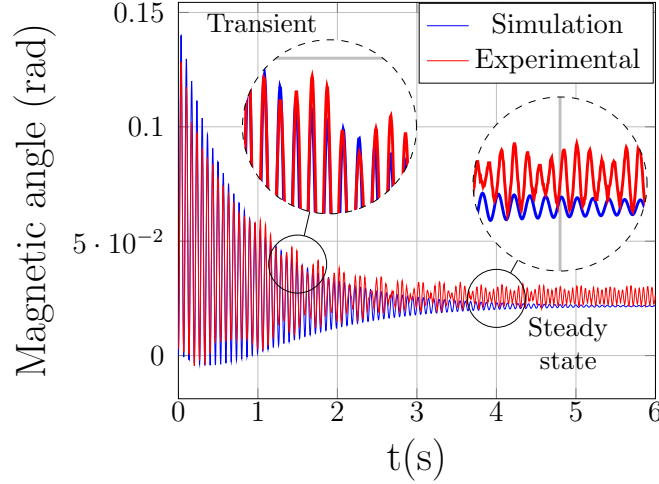 Transient
Simulation
Experimental
Magnetic angle (rad)
0.15
0.1
5 · 10⁻²
0
Steady
state
0 1 2 3 4 5 6
t(s)